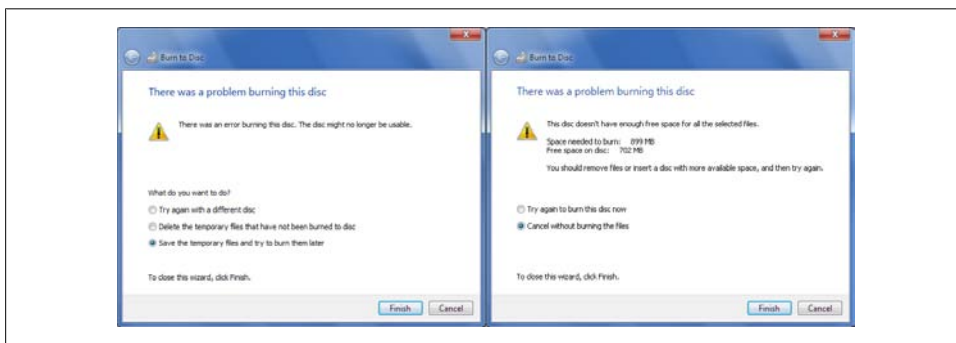 Burn to Disc
There was a problem burning this disc
There was an error burning this disc. The disc might no longer be usable.
What do you want to do?
Try again with a different disc
Delete the temporary files that have not been burned to disc
Save the temporary files and try to burn them later
To close this wizard, click Finish.
Finish Cancel
Burn to Disc
There was a problem burning this disc
This disc doesn't have enough free space for all the selected files.
Space needed to burn: 899 MB
Free space on disc: 702 MB
You should remove files or insert a disc with more available space, and then try again.
Try again to burn this disc now
Cancel without burning the files
To close this wizard, click Finish.
Finish Cancel